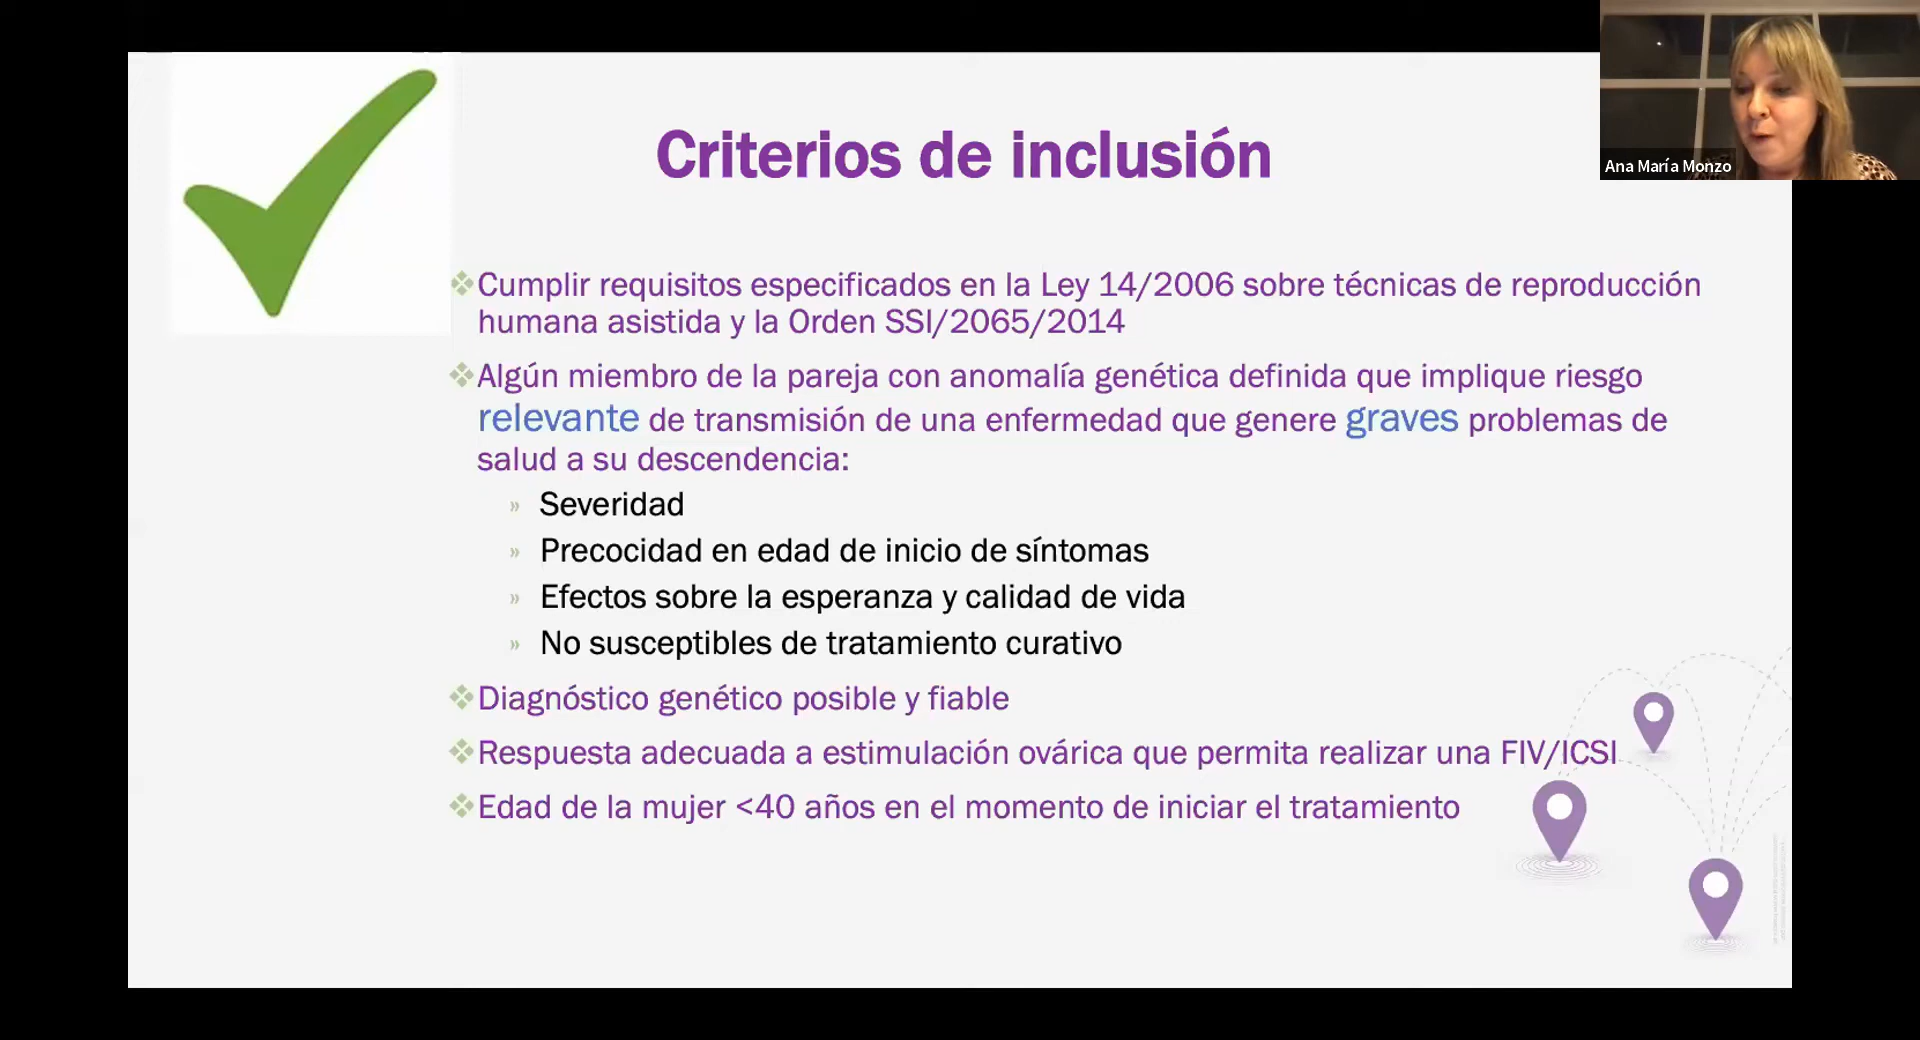 Criterios de inclusión
Ana María Monzo
Cumplir requisitos especificados en la Ley 14/2006 sobre técnicas de reproducción
humana asistida y la Orden SSI/2065/2014
Algún miembro de la pareja con anomalía genética definida que implique riesgo
relevante de transmisión de una enfermedad que genere graves problemas de
salud a su descendencia:
» Severidad
» Precocidad en edad de inicio de síntomas
» Efectos sobre la esperanza y calidad de vida
» No susceptibles de tratamiento curativo
Diagnóstico genético posible y fiable
Respuesta adecuada a estimulación ovárica que permita realizar una FIV/ICSI
Edad de la mujer <40 años en el momento de iniciar el tratamiento